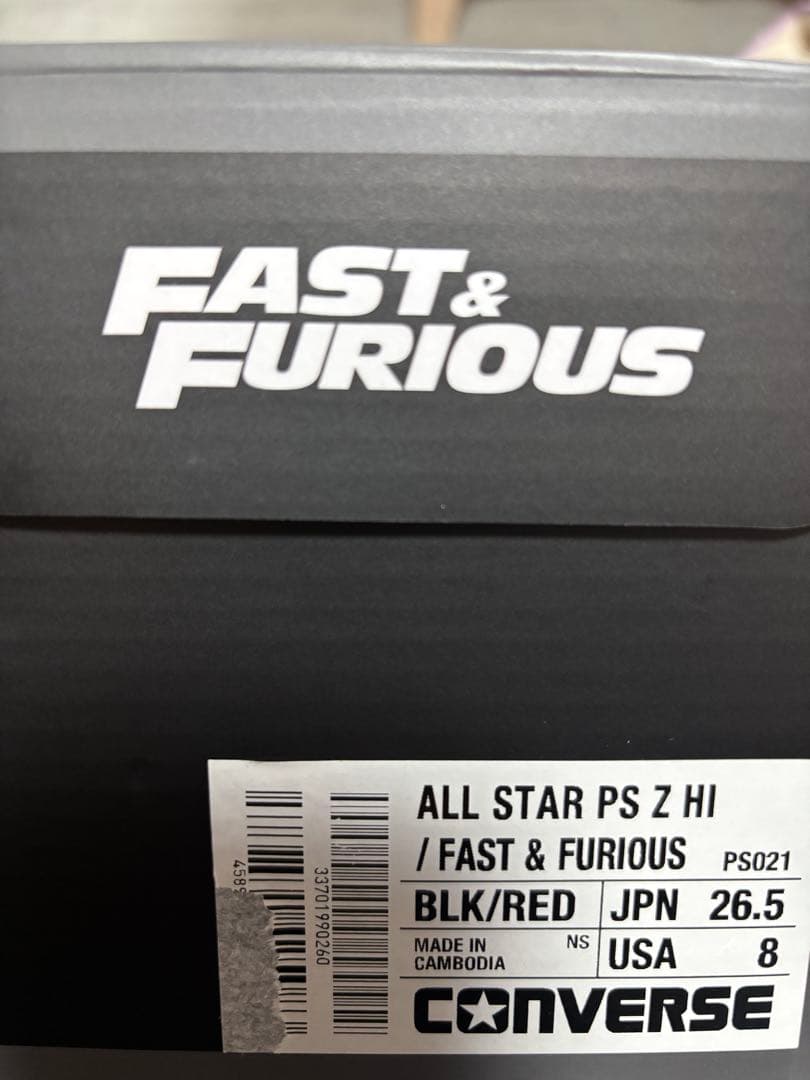 FAST &
FURIOUS
ALL STAR PS Z HI
/ FAST & FURIOUS PS021
BLK/RED JPN 26.5
MADE IN CAMBODIA NS USA 8
CONVERSE
33701990260